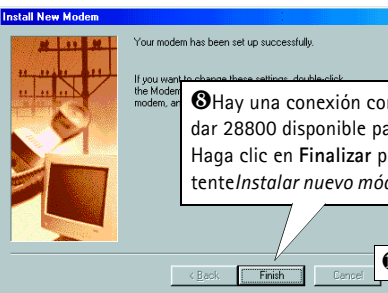 Install New Modem
Your modem has been set up successfully.
If you want to change these settings, double-click
the Modem
modem, an
❽Hay una conexión con
dar 28800 disponible pa
Haga clic en Finalizar p
tenteInstalar nuevo mód
< Back
Finish
Cancel